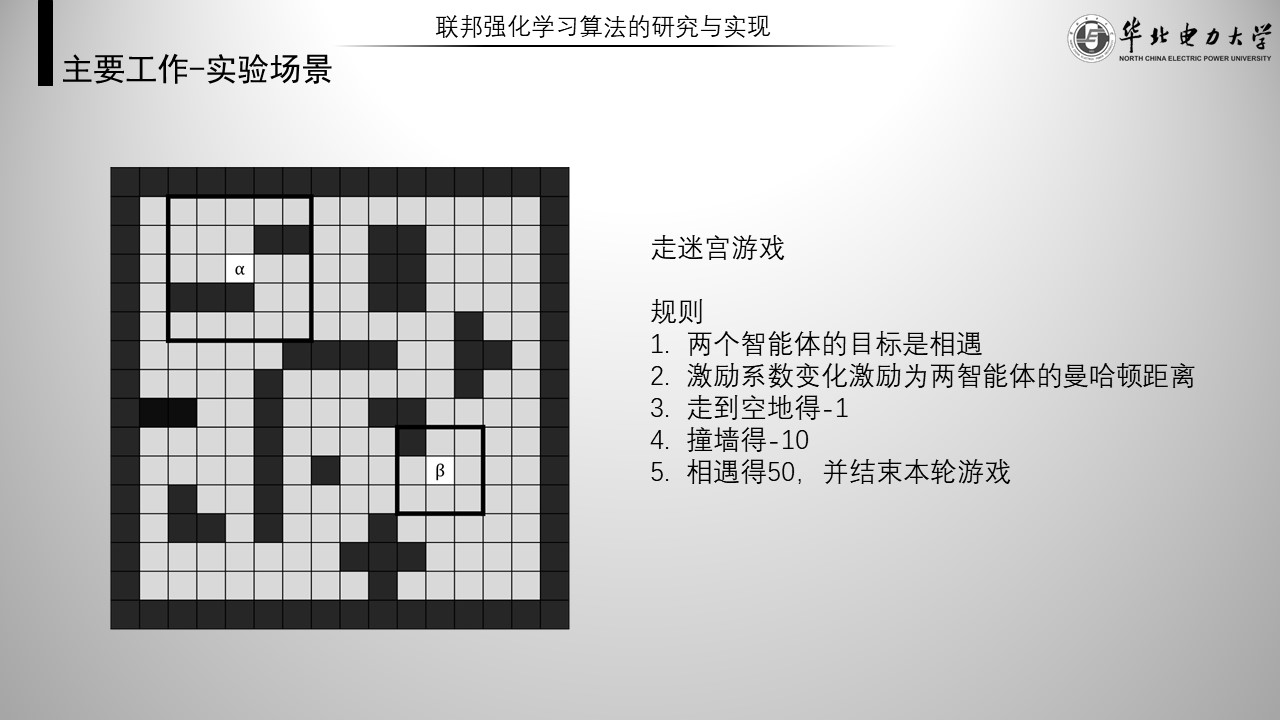 联邦强化学习算法的研究与实现
华北电力大学
NORTH CHINA ELECTRIC POWER UNIVERSITY
主要工作-实验场景
α
β
走迷宫游戏
规则
1. 两个智能体的目标是相遇
2. 激励系数变化激励为两智能体的曼哈顿距离
3. 走到空地得-1
4. 撞墙得-10
5. 相遇得50，并结束本轮游戏